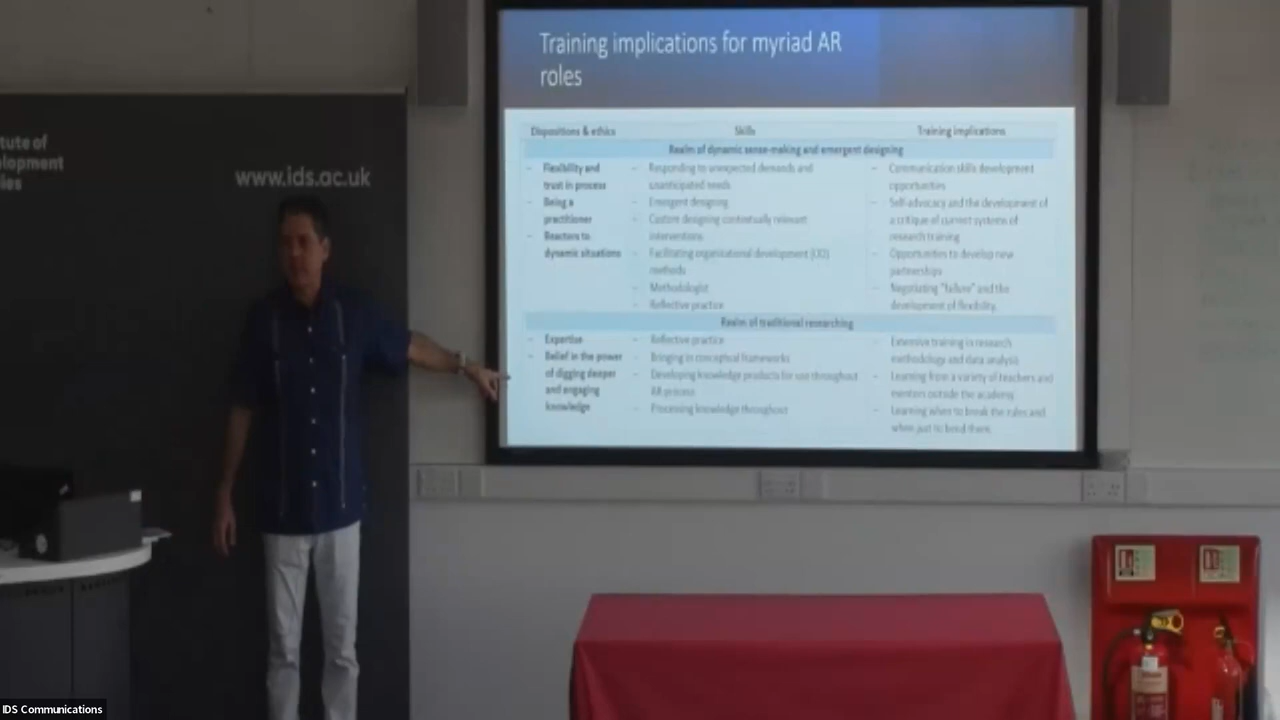 Training implications for myriad AR
roles
Dispositions & ethics
Skills
Training implications
Realm of dynamic sense-making and emergent designing
- Flexibility and
trust in process
- Being a
practitioner
- Reactors to
dynamic situations
- Responding to unexpected demands and
unanticipated needs
- Emergent designing
- Custom designing contextually relevant
interventions
- Facilitating organisational development (OD)
methods
- Methodologist
- Reflective practice
- Communication skills development
opportunities
- Self-advocacy and the development of
a critique of current systems of
research training
- Opportunities to develop new
partnerships
- Negotiating "failure" and the
development of flexibility.
Realm of traditional researching
- Expertise
- Belief in the power
of digging deeper
and engaging
knowledge
- Reflective practice
- Bringing in conceptual frameworks
- Developing knowledge products for use throughout
AR process
- Processing knowledge throughout
- Extensive training in research
methodology and data analysis
- Learning from a variety of teachers and
mentors outside the academy
- Learning when to break the rules and
when just to bend them.
tute of
lopment
ies
www.ids.ac.uk
IDS Communications